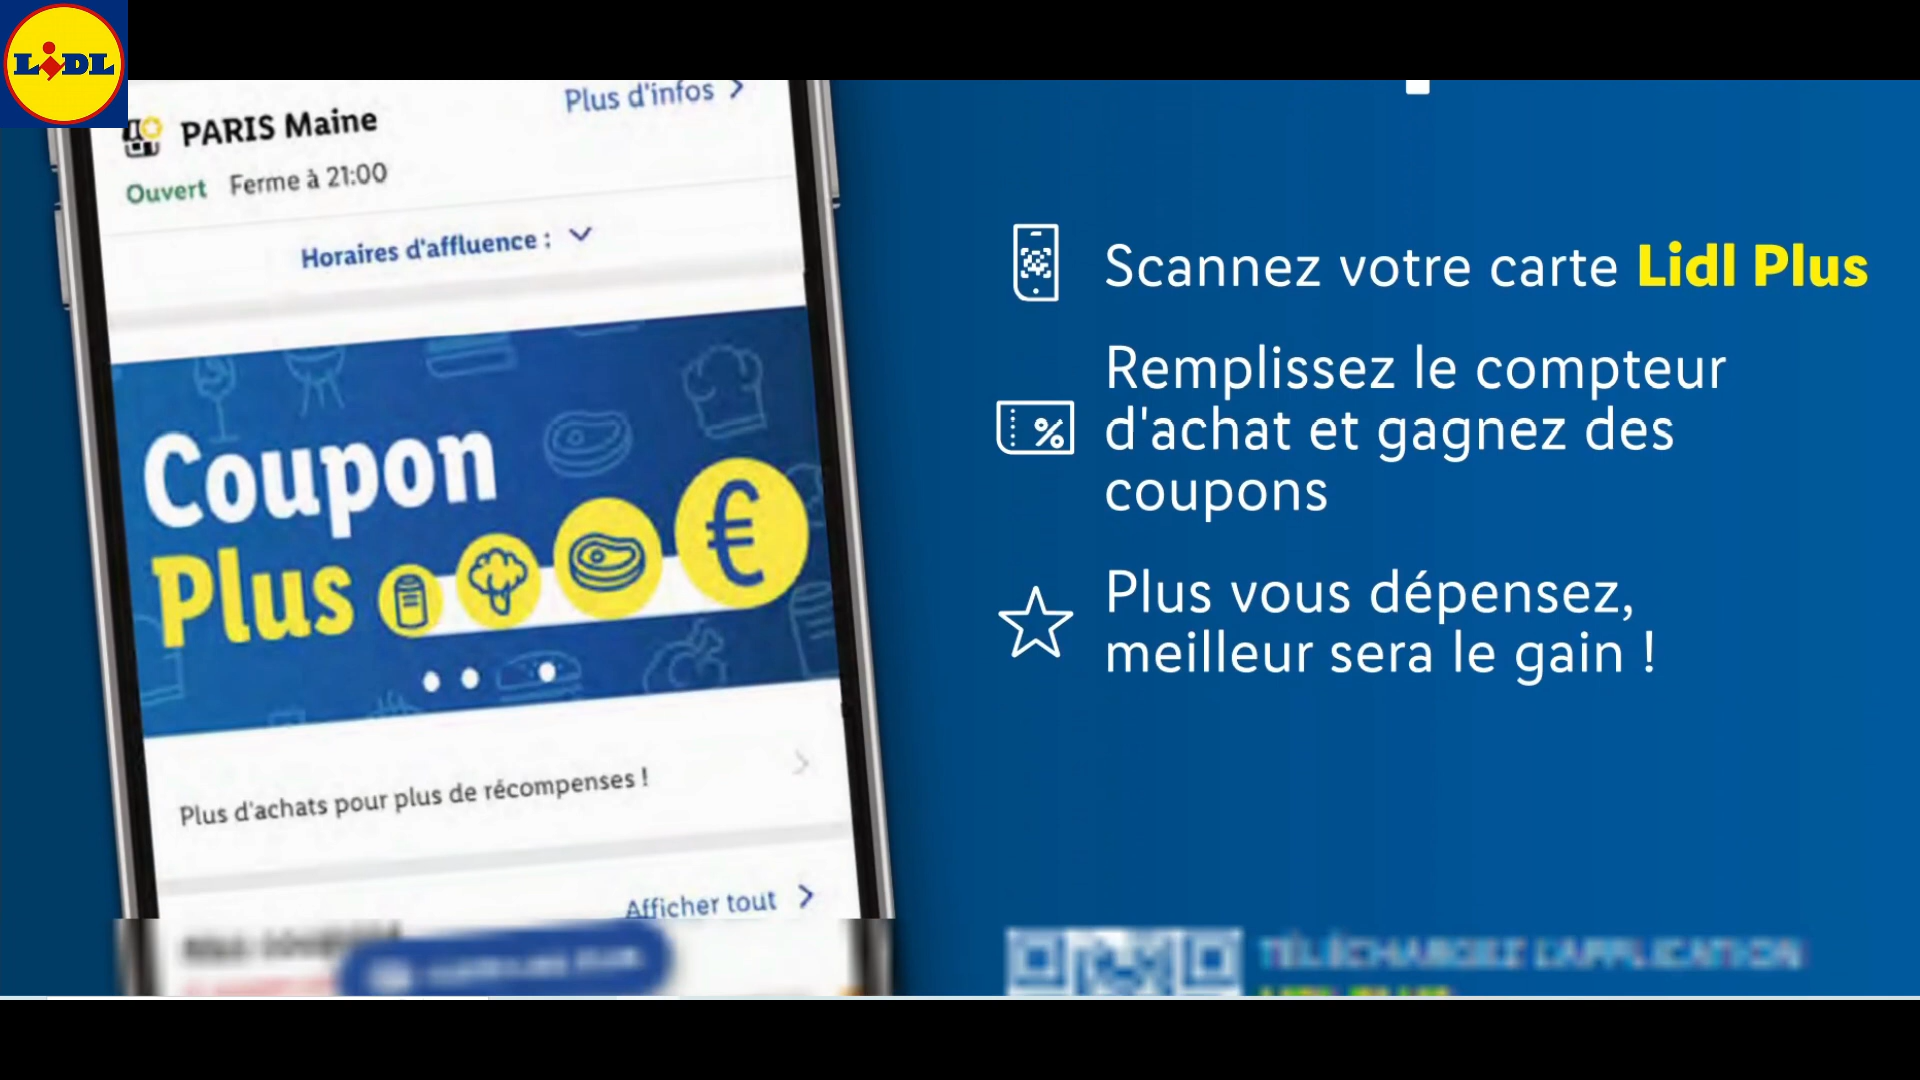 LIDL
PARIS Maine
Plus d'infos
Ouvert Ferme à 21:00
Horaires d'affluence :
Coupon
Plus
€
Plus d'achats pour plus de récompenses !
Afficher tout
Scannez votre carte Lidl Plus
%
Remplissez le compteur
d'achat et gagnez des
coupons
Plus vous dépensez,
meilleur sera le gain !
TÉLÉCHARGEZ L'APPLICATION